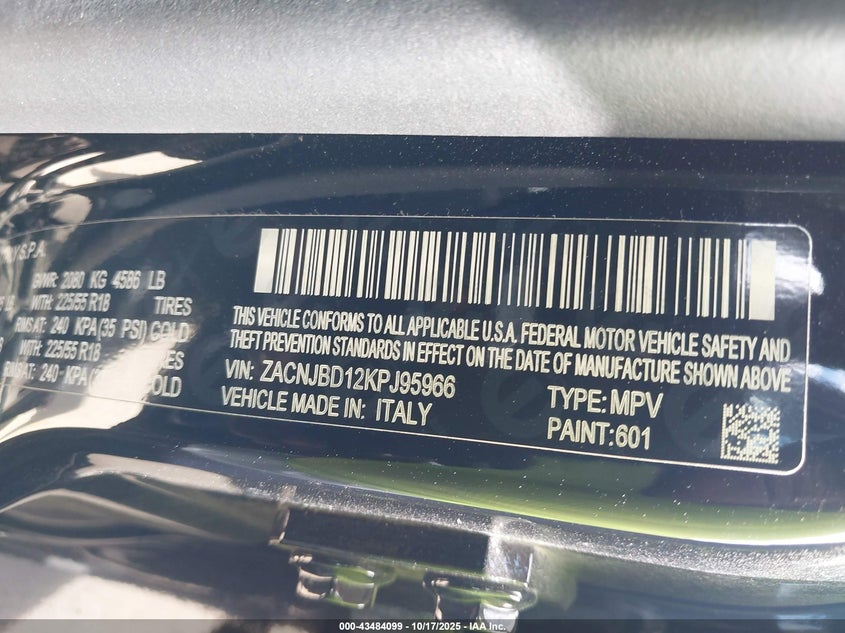 S.P.A.
GVWR: 2080 KG 4586 LB
WITH: 225/55 R18 TIRES
RIMS AT: 240 KPA (35 PSI) COLD
WITH: 225/55 R18
AT: 240 KPA COLD
THIS VEHICLE CONFORMS TO ALL APPLICABLE U.S.A. FEDERAL MOTOR VEHICLE SAFETY AND
THEFT PREVENTION STANDARDS IN EFFECT ON THE DATE OF MANUFACTURE SHOWN ABOVE
VIN: ZACNJBD12KPJ95966 TYPE: MPV
VEHICLE MADE IN: ITALY PAINT: 601
000-43484099 | 10/17/2025 - IAA Inc.